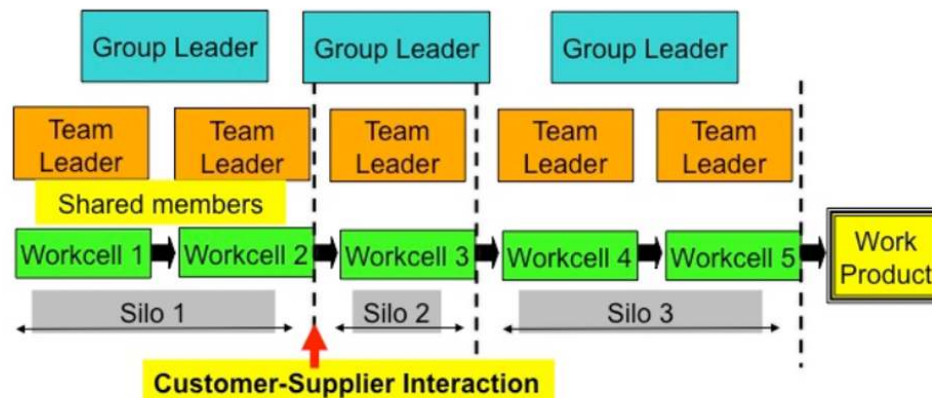 Group Leader
Group Leader
Group Leader
Team
Leader
Team
Leader
Team
Leader
Team
Leader
Team
Leader
Shared members
Workcell 1
Workcell 2
Workcell 3
Workcell 4
Workcell 5
Work
Product
Silo 1
Silo 2
Silo 3
Customer-Supplier Interaction